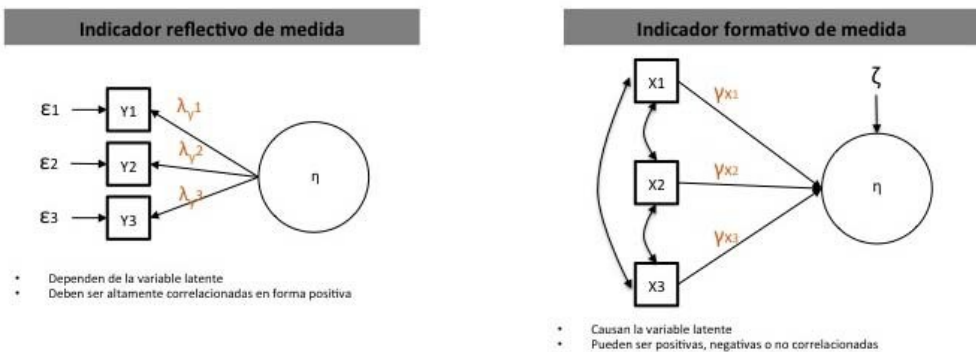 Indicador reflectivo de medida
ε1
Y1
λy1
ε2
Y2
λy2
η
ε3
Y3
λy3
• Dependen de la variable latente
• Deben ser altamente correlacionadas en forma positiva
Indicador formativo de medida
X1
γx1
ζ
X2
γx2
η
X3
γx3
• Causan la variable latente
• Pueden ser positivas, negativas o no correlacionadas